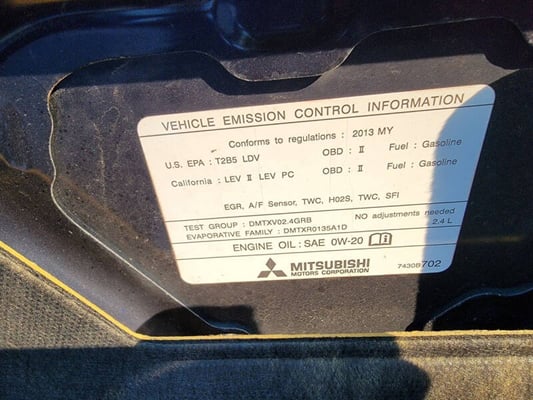 VEHICLE EMISSION CONTROL INFORMATION
Conforms to regulations : 2013 MY
U.S. EPA : T2B5 LDV OBD : II Fuel : Gasoline
California : LEV II LEV PC OBD : II Fuel : Gasoline
EGR, A/F Sensor, TWC, HO2S, TWC, SFI
TEST GROUP : DMTXV02.4GRB No adjustments needed
EVAPORATIVE FAMILY : DMTXR0135A1D 2.4 L
ENGINE OIL : SAE 0W-20
MITSUBISHI
MOTORS CORPORATION 7430B702